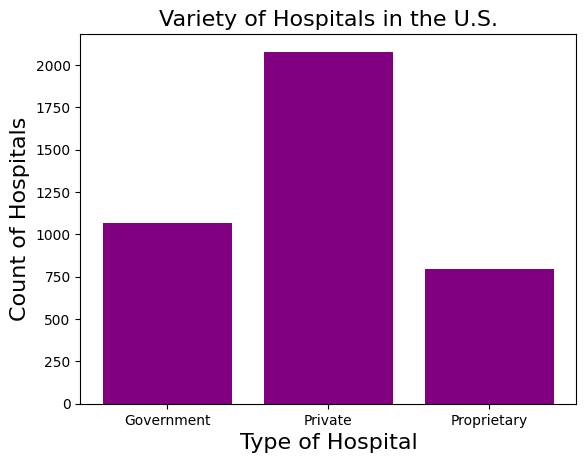 Variety of Hospitals in the U.S.
Count of Hospitals
2000
1750
1500
1250
1000
750
500
250
0
Government Private Proprietary
Type of Hospital